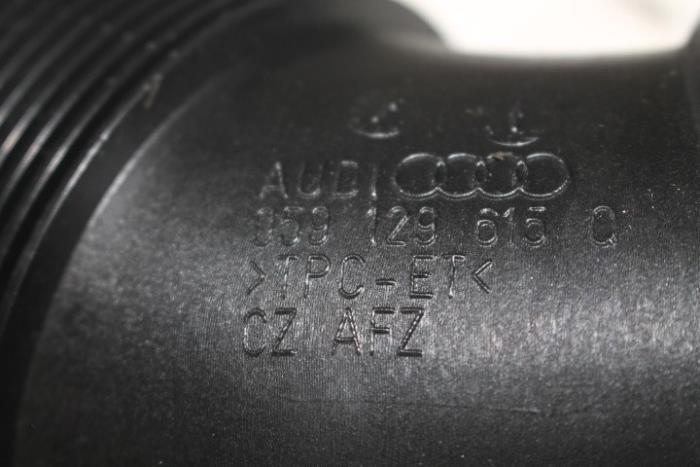 AUDI
059 129 615 Q
>TPC-ET<
CZ AFZ